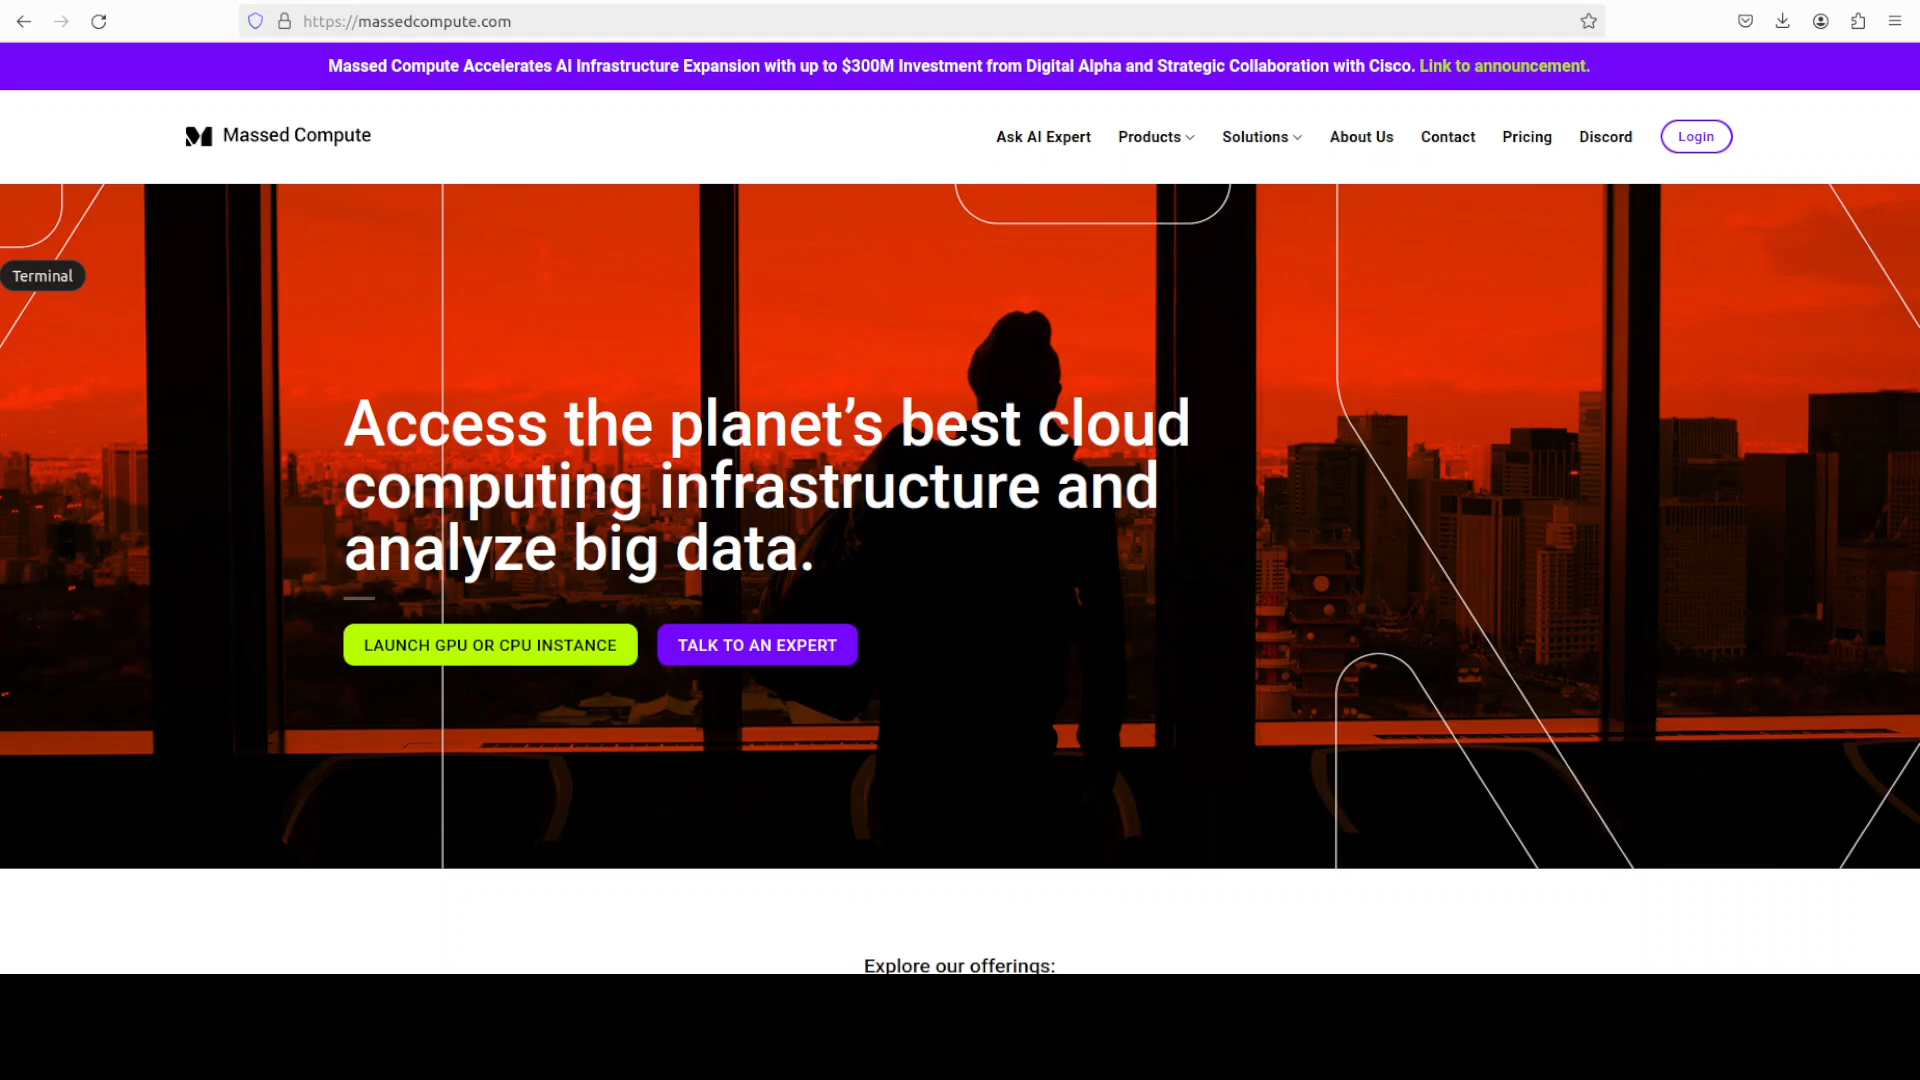 https://massedcompute.com
Massed Compute Accelerates AI Infrastructure Expansion with up to $300M Investment from Digital Alpha and Strategic Collaboration with Cisco. Link to announcement.
Massed Compute
Ask AI Expert Products Solutions About Us Contact Pricing Discord Login
Terminal
Access the planet’s best cloud
computing infrastructure and
analyze big data.
LAUNCH GPU OR CPU INSTANCE TALK TO AN EXPERT
Explore our offerings: